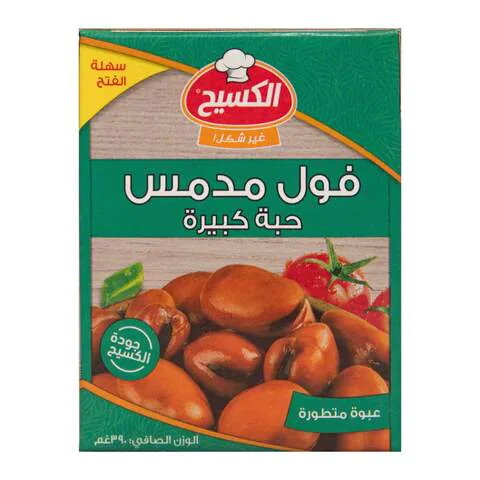 سهلة
الفتح
الكسيح
غير شكل!
فول مدمس
حبة كبيرة
جودة
الكسيح
عبوة متطورة
الوزن الصافي: ٣٩٠غم